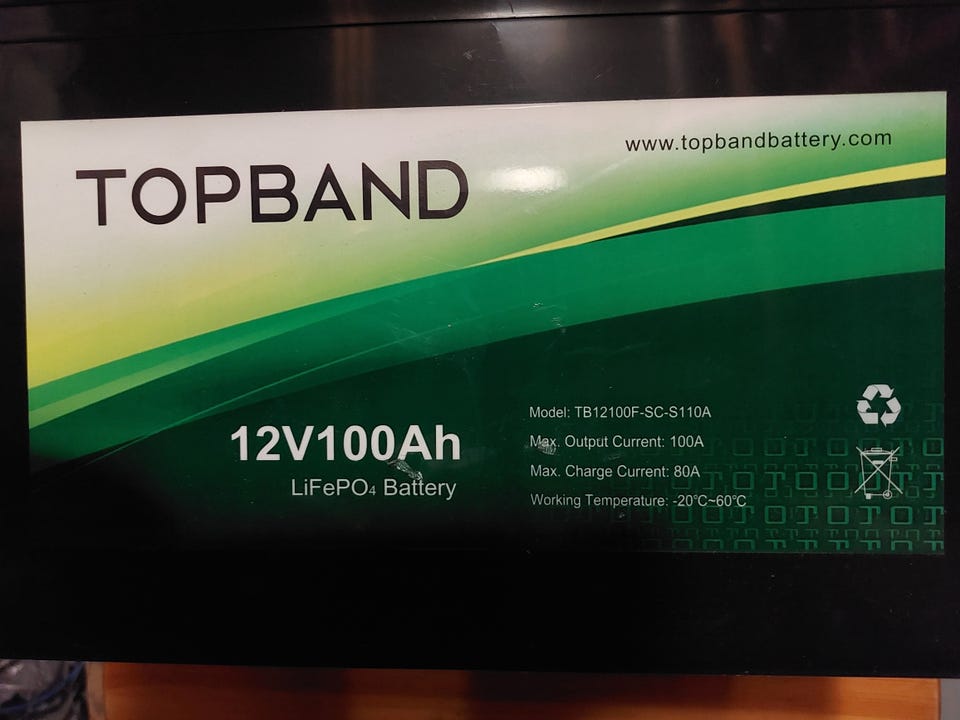 www.topbandbattery.com
TOPBAND
12V100Ah
LiFePO₄ Battery
Model: TB12100F-SC-S110A
Max. Output Current: 100A
Max. Charge Current: 80A
Working Temperature: -20℃~60℃